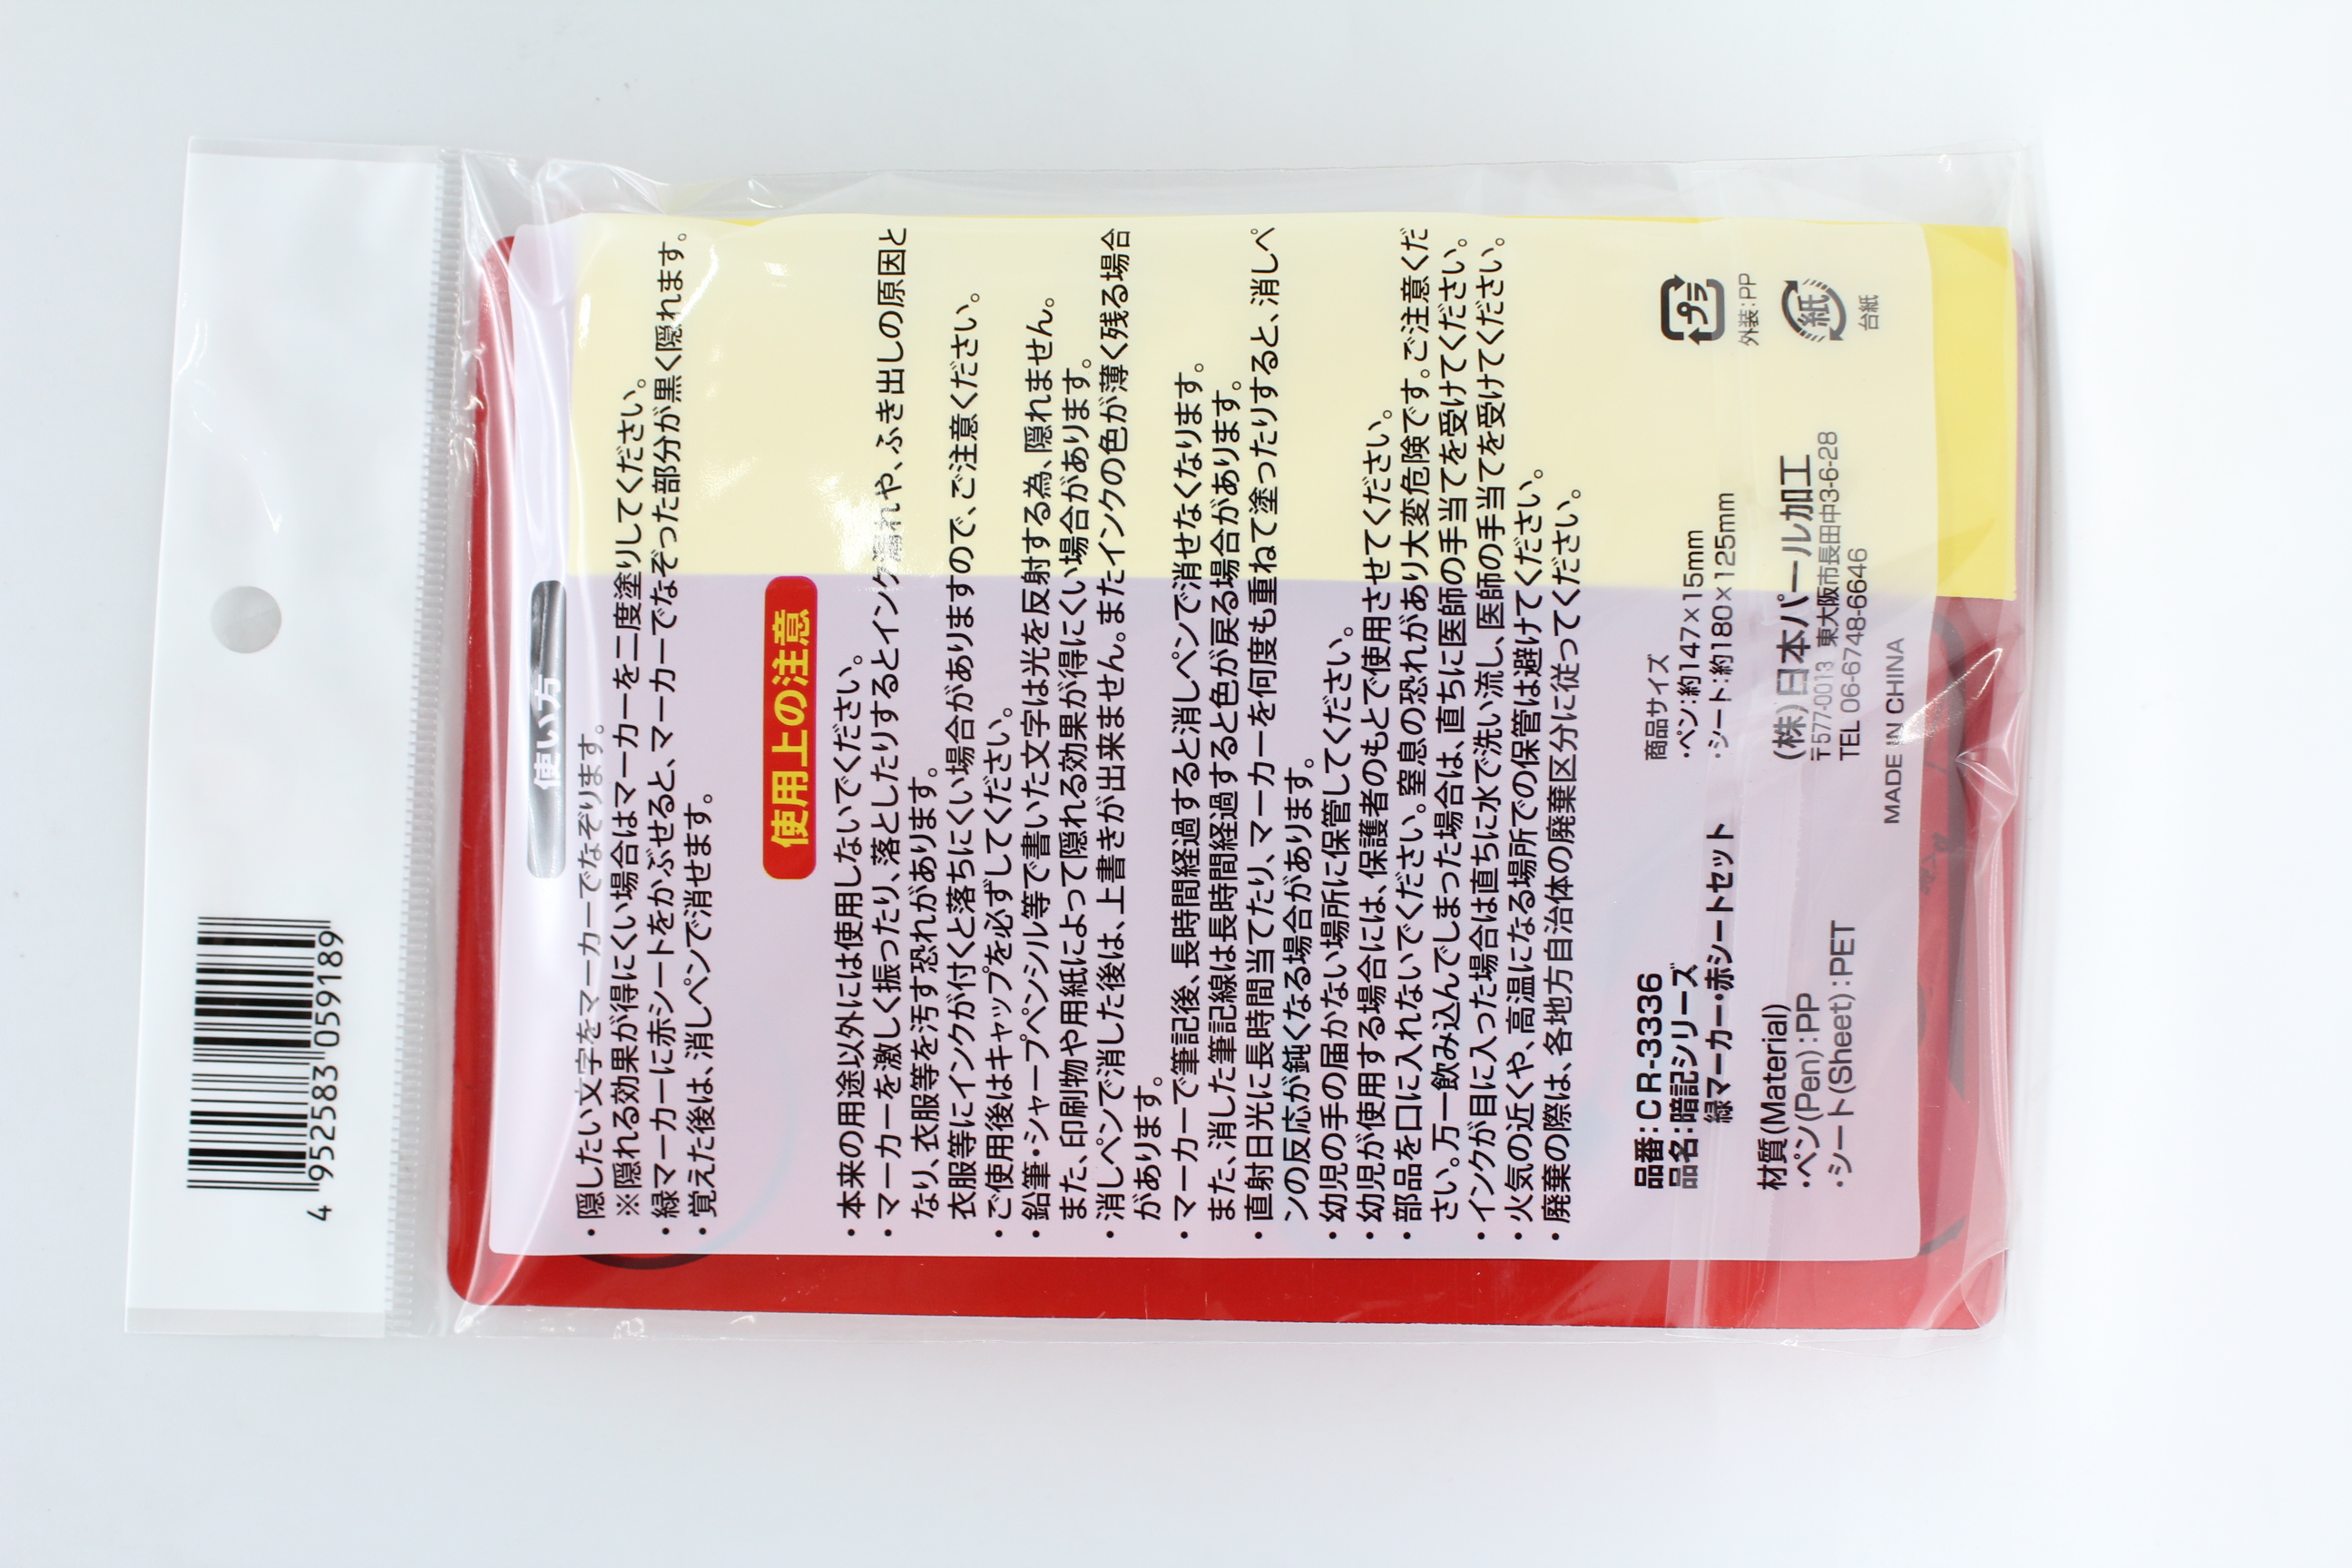 4 952583 059189
使い方
・隠したい文字をマーカーでなぞります。
※隠れる効果が得にくい場合はマーカーを二度塗りしてください。
・緑マーカーに赤シートをかぶせると、マーカーでなぞった部分が黒く隠れます。
・覚えた後は、消しペンで消せます。
使用上の注意
・本来の用途以外には使用しないでください。
・マーカーを激しく振ったり、落としたりするとインク漏れや、ふき出しの原因と
なり、衣服等を汚す恐れがあります。
衣服等にインクが付くと落ちにくい場合がありますので、ご注意ください。
・ご使用後はキャップを必ずしてください。
・鉛筆・シャープペンシル等で書いた文字は光を反射する為、隠れません。
また、印刷物や用紙によって隠れる効果が得にくい場合があります。
・消しペンで消した後は、上書きが出来ません。またインクの色が薄く残る場合
があります。
・マーカーで筆記後、長時間経過すると消しペンで消せなくなります。
また、消した筆記線は長時間経過すると色が戻る場合があります。
・直射日光に長時間当てたり、マーカーを何度も重ねて塗ったりすると、消しペ
ンの反応が鈍くなる場合があります。
・幼児の手の届かない場所に保管してください。
・幼児が使用する場合には、保護者のもとで使用させてください。
・部品を口に入れないでください。窒息の恐れがあり大変危険です。ご注意くだ
さい。万一飲み込んでしまった場合は、直ちに医師の手当てを受けてください。
・インクが目に入った場合は直ちに水で洗い流し、医師の手当てを受けてください。
・火気の近くや、高温になる場所での保管は避けてください。
・廃棄の際は、各地方自治体の廃棄区分に従ってください。
品番:CR-3336
品名:暗記シリーズ
緑マーカー・赤シートセット
材質(Material)
・ペン(Pen):PP
・シート(Sheet):PET
商品サイズ
・ペン:約147×15mm
・シート:約180×125mm
(株)日本パール加工
〒577-0013 東大阪市長田中3-6-28
TEL 06-6748-6646
MADE IN CHINA
プラ
外装:PP
紙
台紙